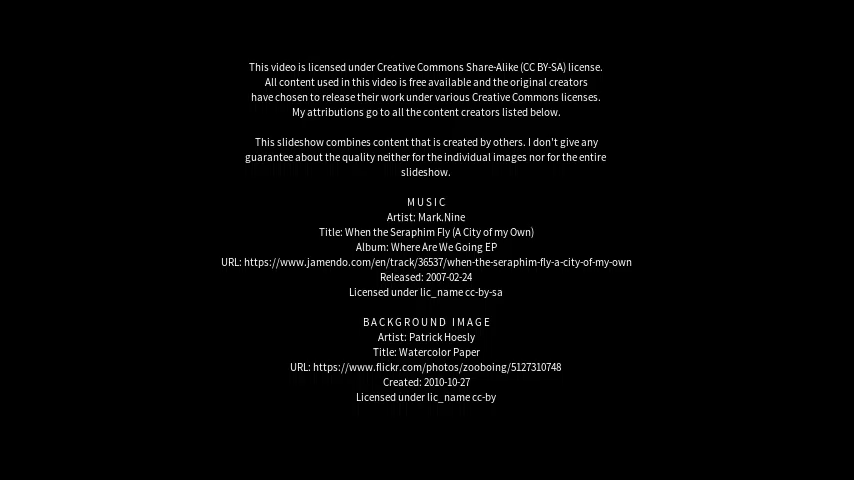 This video is licensed under Creative Commons Share-Alike (CC BY-SA) license.
All content used in this video is free available and the original creators
have chosen to release their work under various Creative Commons licenses.
My attributions go to all the content creators listed below.
This slideshow combines content that is created by others. I don't give any
guarantee about the quality neither for the individual images nor for the entire
slideshow.
MUSIC
Artist: Mark.Nine
Title: When the Seraphim Fly (A City of my Own)
Album: Where Are We Going EP
URL: https://www.jamendo.com/en/track/36537/when-the-seraphim-fly-a-city-of-my-own
Released: 2007-02-24
Licensed under lic_name cc-by-sa
BACKGROUND IMAGE
Artist: Patrick Hoesly
Title: Watercolor Paper
URL: https://www.flickr.com/photos/zooboing/5127310748
Created: 2010-10-27
Licensed under lic_name cc-by